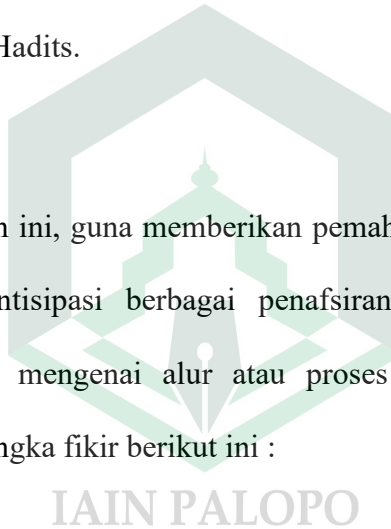 Hadits.
n ini, guna memberikan pemah
ntisipasi berbagai penafsiran
mengenai alur atau proses
ngka fikir berikut ini :
IAIN PALOPO